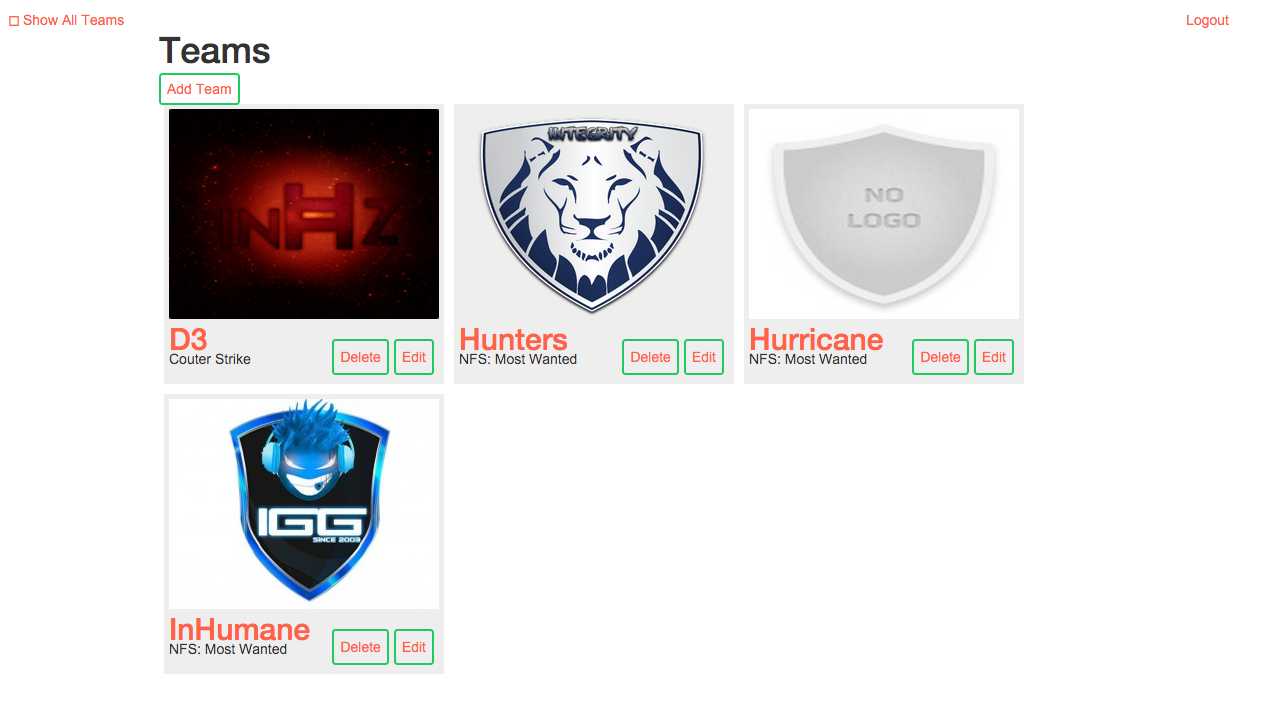 □ Show All Teams
Logout
Teams
Add Team
INHZ
INTEGRITY
NO
LOGO
D3
Couter Strike
Delete
Edit
Hunters
NFS: Most Wanted
Delete
Edit
Hurricane
NFS: Most Wanted
Delete
Edit
IGG
SINCE 2003
InHumane
NFS: Most Wanted
Delete
Edit